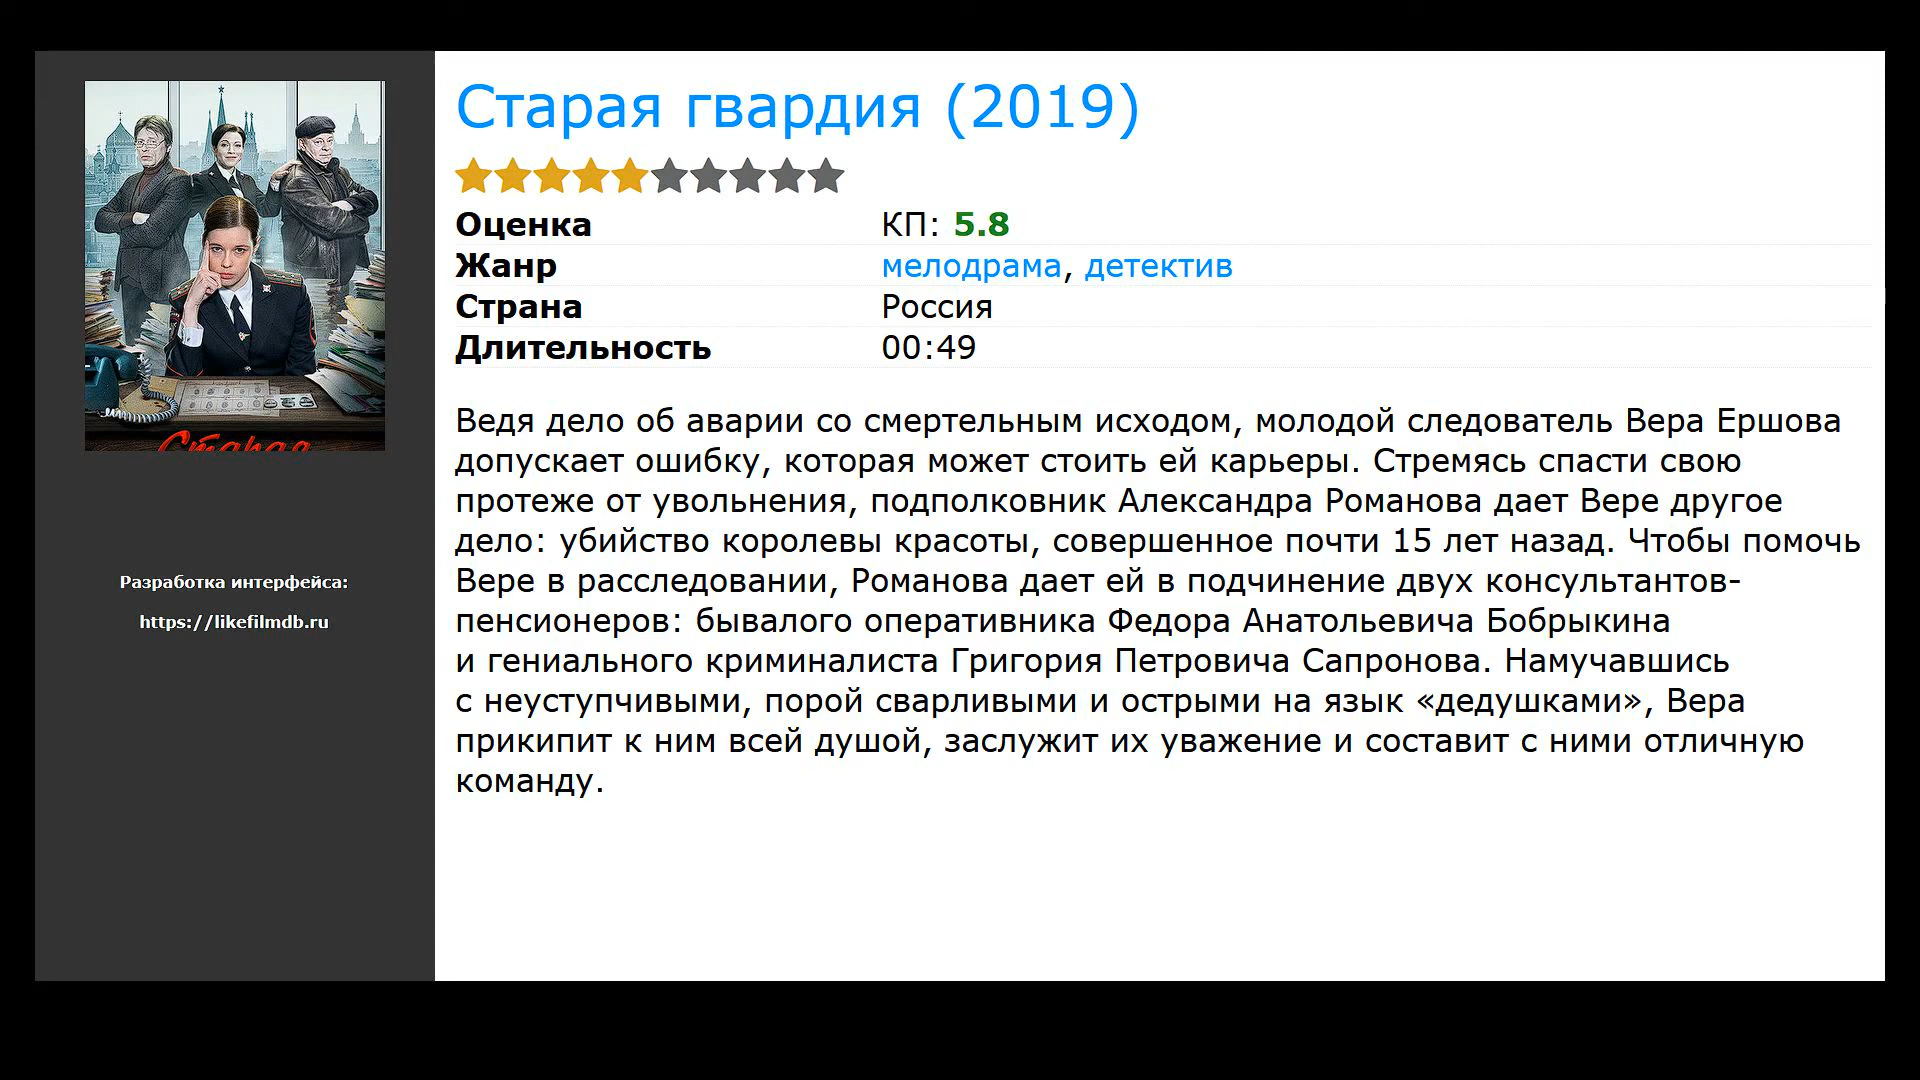 Старая
Разработка интерфейса:
https://likefilmdb.ru
Старая гвардия (2019)
Оценка КП: 5.8
Жанр мелодрама, детектив
Страна Россия
Длительность 00:49
Ведя дело об аварии со смертельным исходом, молодой следователь Вера Ершова
допускает ошибку, которая может стоить ей карьеры. Стремясь спасти свою
протеже от увольнения, подполковник Александра Романова дает Вере другое
дело: убийство королевы красоты, совершенное почти 15 лет назад. Чтобы помочь
Вере в расследовании, Романова дает ей в подчинение двух консультантов-
пенсионеров: бывалого оперативника Федора Анатольевича Бобрыкина
и гениального криминалиста Григория Петровича Сапронова. Намучавшись
с неуступчивыми, порой сварливыми и острыми на язык «дедушками», Вера
прикипит к ним всей душой, заслужит их уважение и составит с ними отличную
команду.